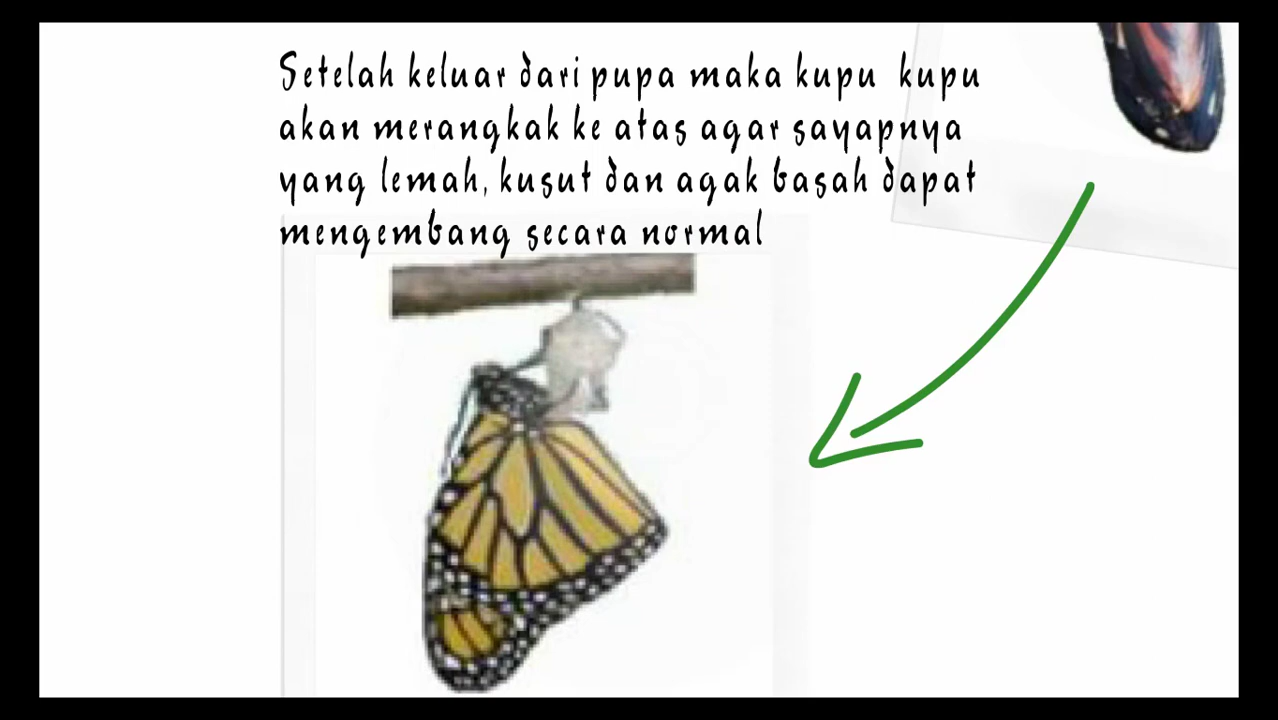 Setelah keluar dari pupa maka kupu kupu
akan merangkak ke atas agar sayapnya
yang lemah, kusut dan agak basah dapat
mengembang secara normal